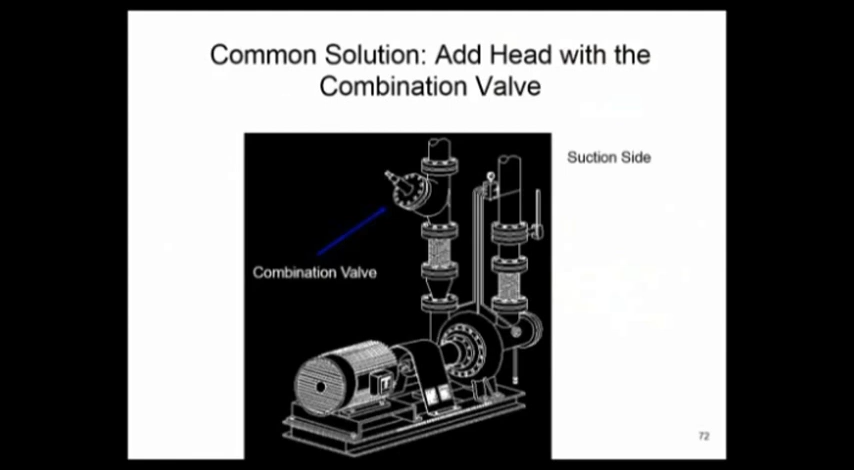 Common Solution: Add Head with the
Combination Valve
Suction Side
Combination Valve
72